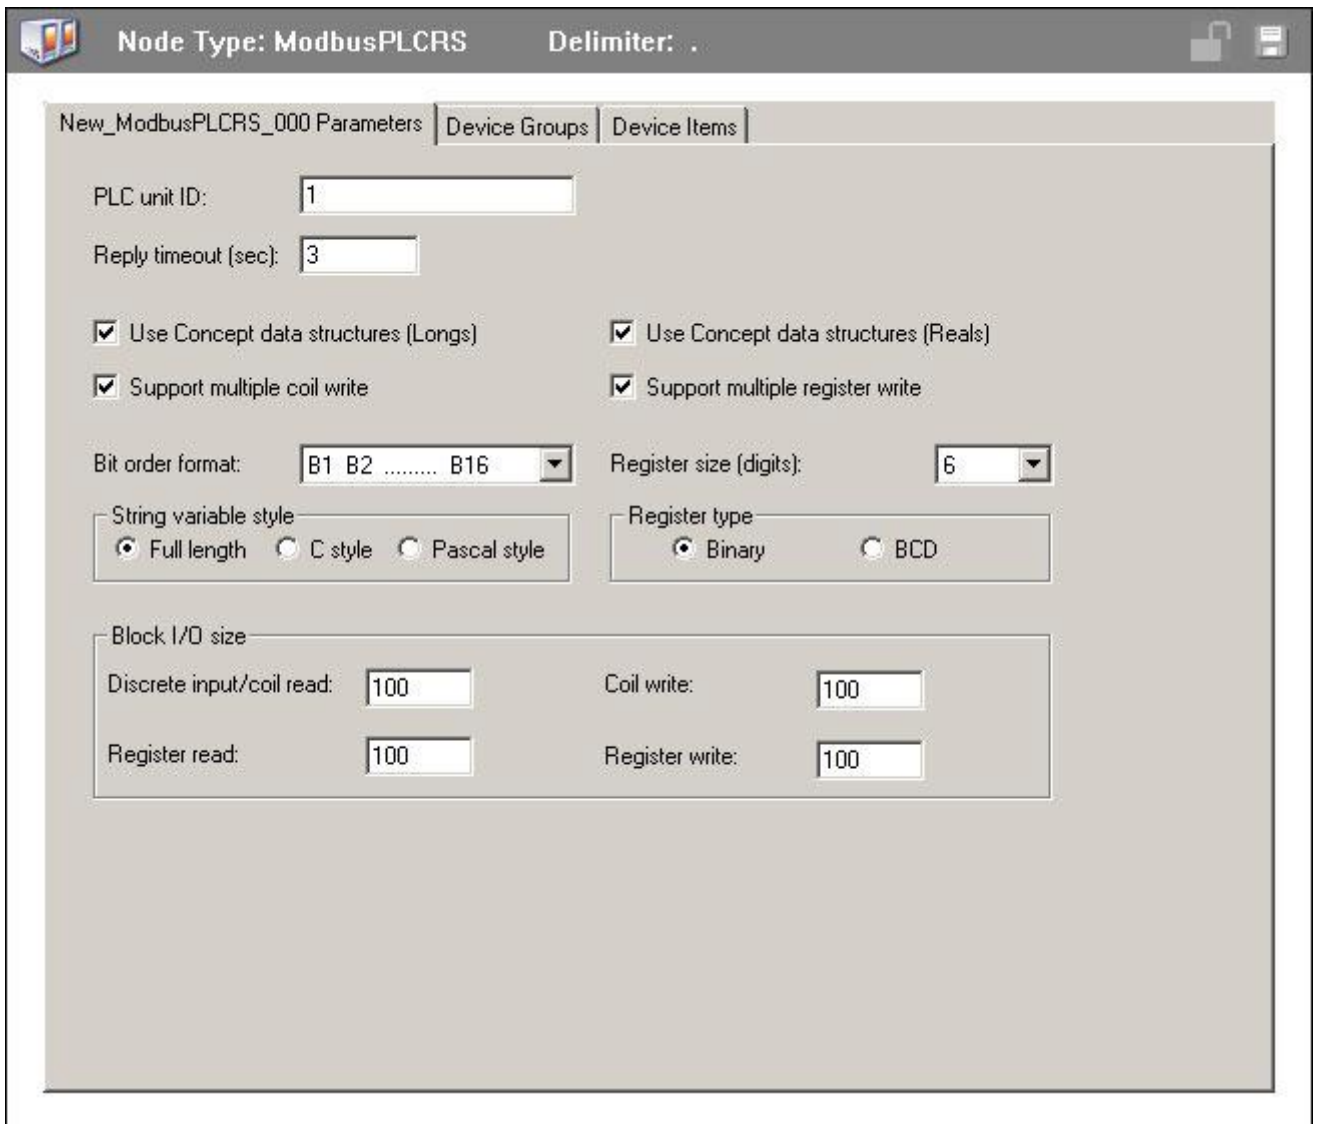 Node Type: ModbusPLCRS Delimiter: .
New_ModbusPLCRS_000 Parameters Device Groups Device Items
PLC unit ID: 1
Reply timeout (sec): 3
Use Concept data structures (Longs) Use Concept data structures (Reals)
Support multiple coil write Support multiple register write
Bit order format: B1 B2 ......... B16 Register size (digits): 6
String variable style Register type
Full length C style Pascal style Binary BCD
Block I/O size
Discrete input/coil read: 100 Coil write: 100
Register read: 100 Register write: 100